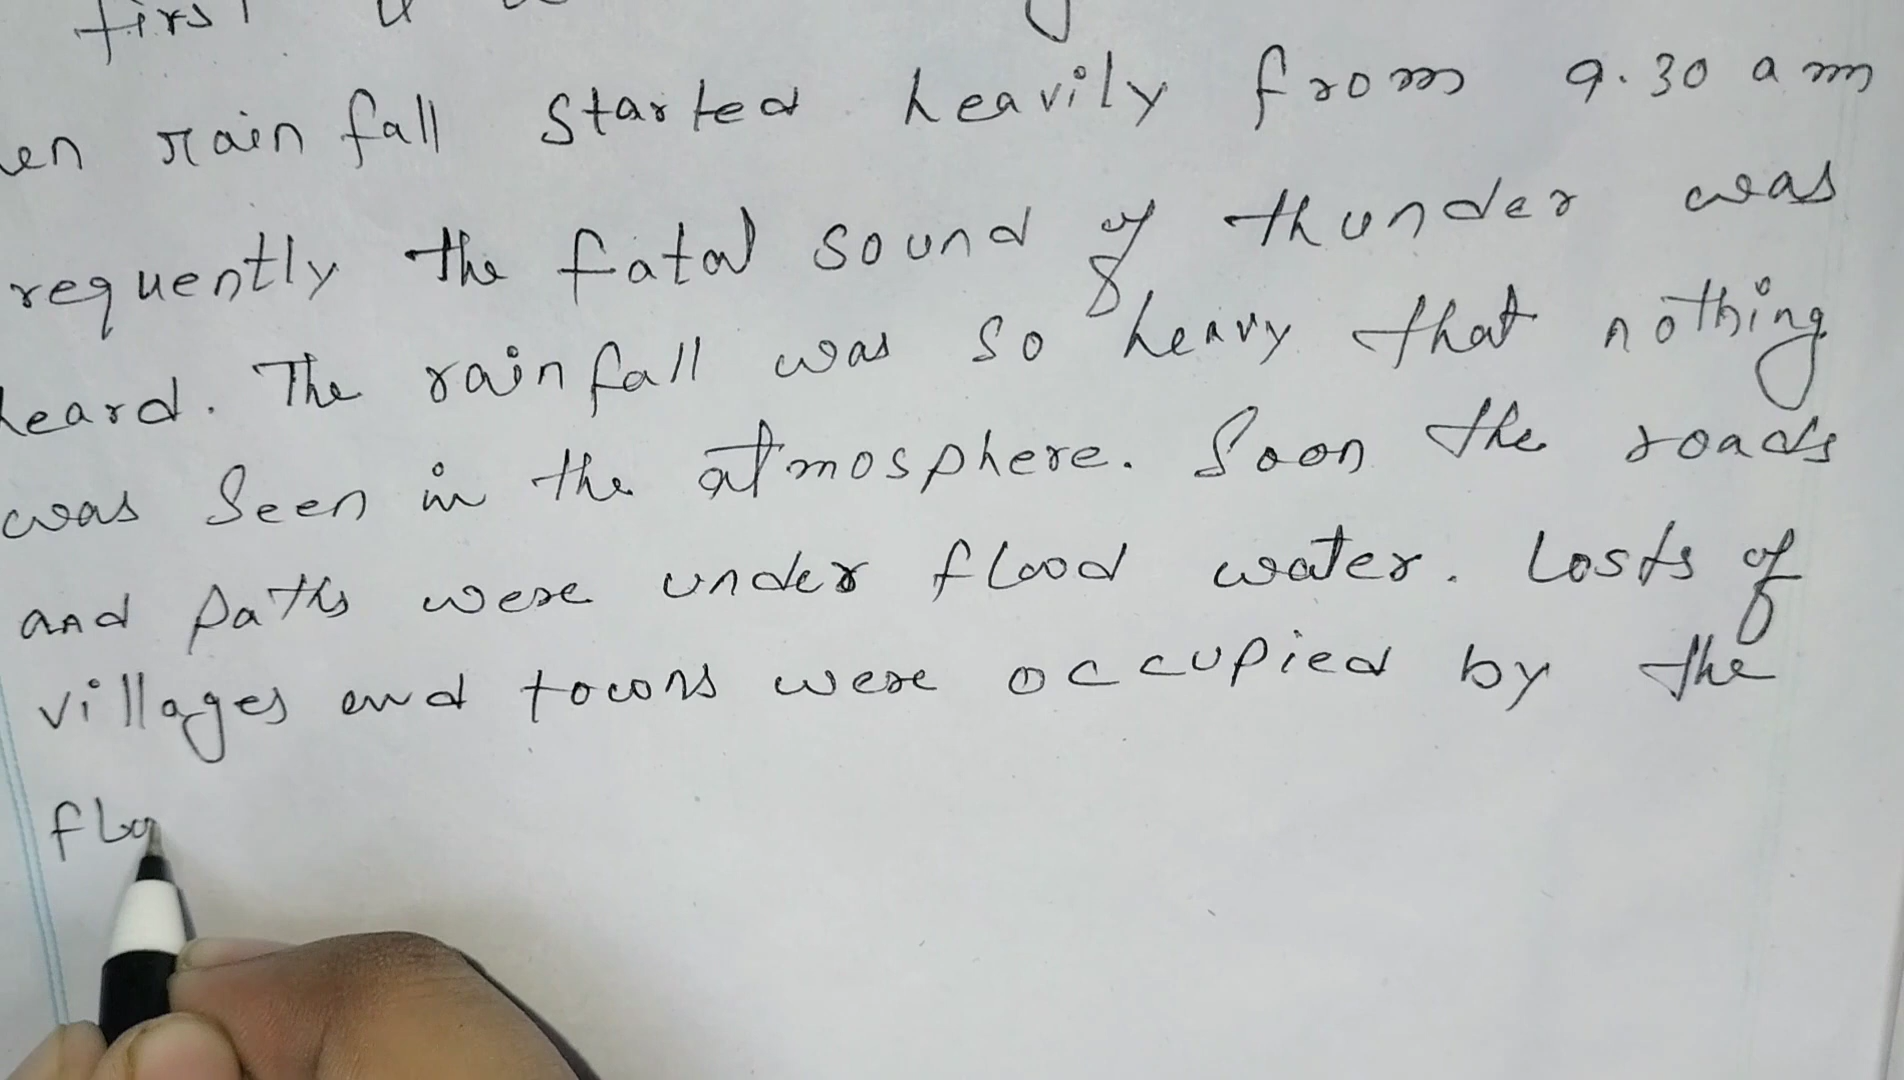 first
en rainfall started heavily from 9.30 am
requently the fatal sound of thunder was
heard. The rainfall was so heavy that nothing
was seen in the atmosphere. Soon the roads
and paths were under flood water. Losts of
villages and towns were occupied by the
flo